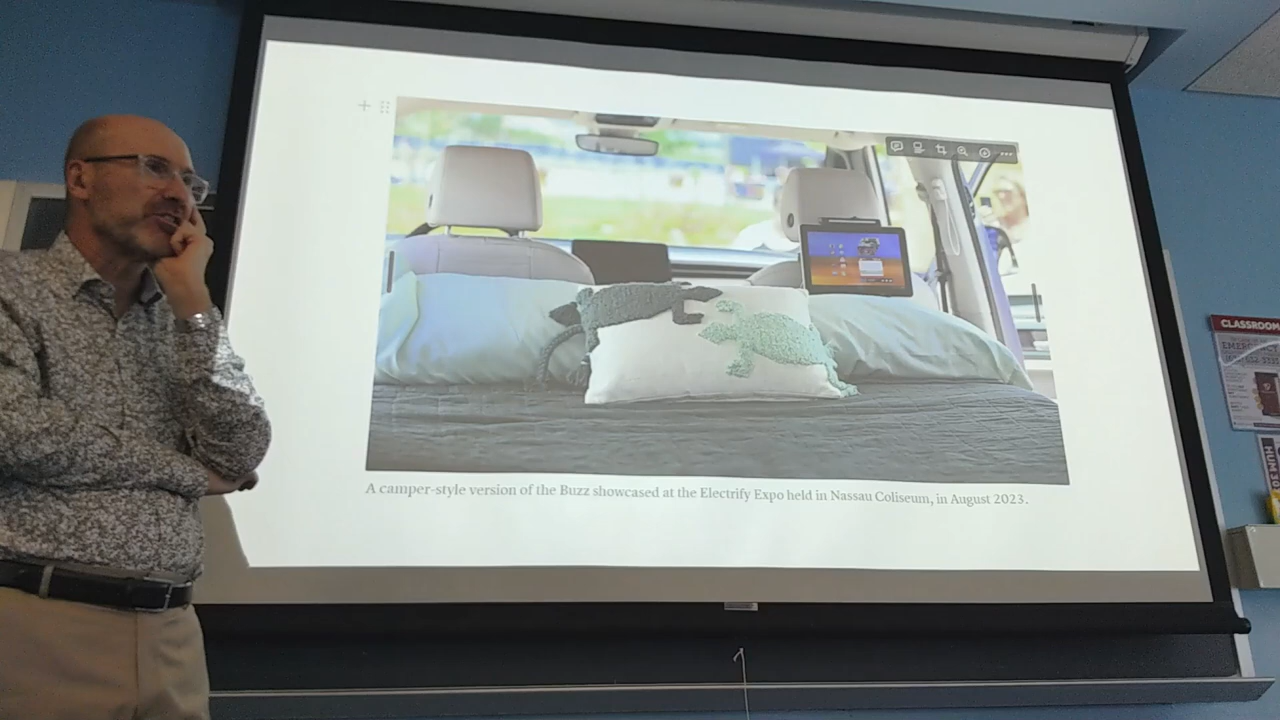 A camper-style version of the Buzz showcased at the Electrify Expo held in Nassau Coliseum, in August 2023.
CLASSROOM